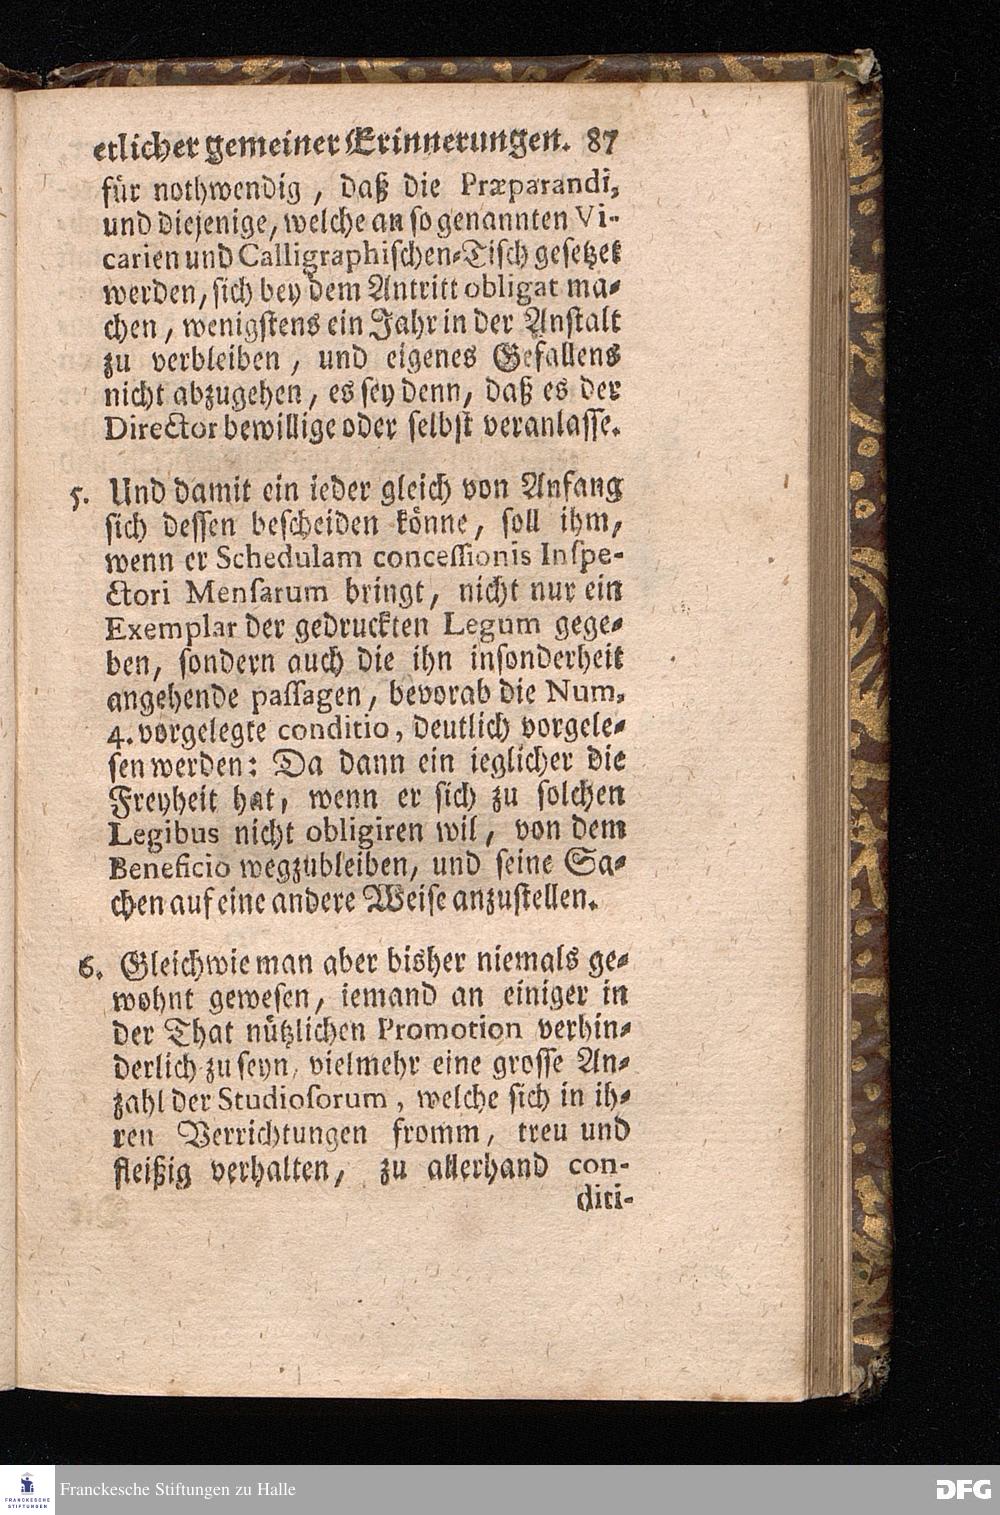 etlicher gemeiner Erinnerungen. 87
für nothwendig, daß die Præparandi,
und diejenige, welche an so genannten Vi-
carien und Calligraphischen-Tisch gesetzet
werden, sich bey dem Antritt obligat ma-
chen, wenigstens ein Jahr in der Anstalt
zu verbleiben, und eigenes Gefallens
nicht abzugehen, es sey denn, daß es der
Director bewillige oder selbst veranlasse.
5. Und damit ein ieder gleich von Anfang
sich dessen bescheiden könne, soll ihm,
wenn er Schedulam concessionis Inspe-
ctori Mensarum bringt, nicht nur ein
Exemplar der gedruckten Legum gege-
ben, sondern auch die ihn insonderheit
angehende passagen, bevorab die Num.
4. vorgelegte conditio, deutlich vorgele-
sen werden: Da dann ein ieglicher die
Freyheit hat, wenn er sich zu solchen
Legibus nicht obligiren wil, von dem
Beneficio wegzubleiben, und seine Sa-
chen auf eine andere Weise anzustellen.
6. Gleichwie man aber bisher niemals ge-
wohnt gewesen, iemand an einiger in
der That nützlichen Promotion verhin-
derlich zu seyn, vielmehr eine grosse An-
zahl der Studiosorum, welche sich in ih-
ren Verrichtungen fromm, treu und
fleißig verhalten, zu allerhand con-
diti-
FRANCKESCHE
STIFTUNGEN
Franckesche Stiftungen zu Halle
DFG